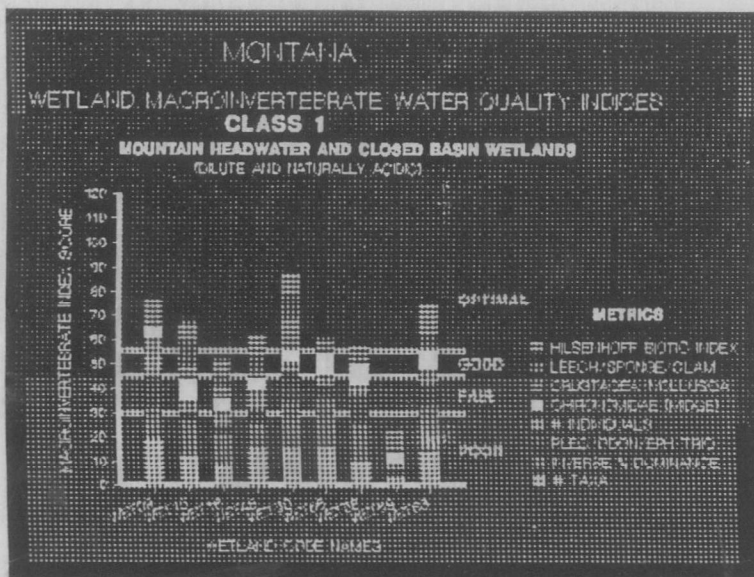 MONTANA
WETLAND MACROINVERTEBRATE WATER QUALITY INDICES
CLASS 1
MOUNTAIN HEADWATER AND CLOSED BASIN WETLANDS
(DILUTE AND NATURALLY ACIDIC)
MACROINVERTEBRATE INDEX SCORE
120
110
100
90
80
70
60
50
40
30
20
10
0
OPTIMAL
GOOD
FAIR
POOR
METRICS
HILSENHOFF BIOTIC INDEX
LEECH/SPONGE/CLAM
CRUSTACEA/MOLLUSCA
CHIRONOMIDAE (MIDGE)
# INDIVIDUALS
INVERSE % DOMINANCE
# TAXA
WETLAND CODE NAMES